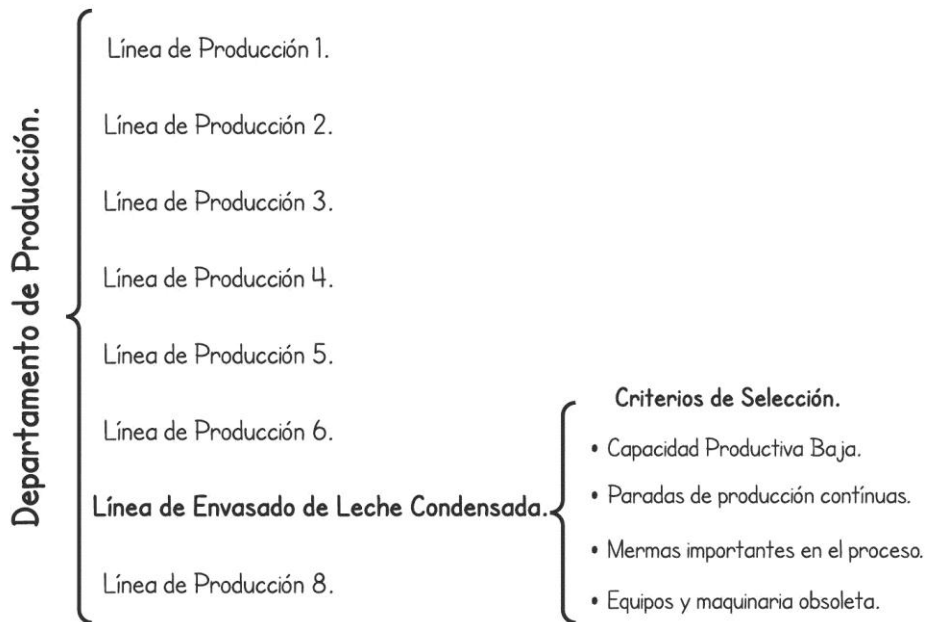 Departamento de Producción.
Línea de Producción 1.
Línea de Producción 2.
Línea de Producción 3.
Línea de Producción 4.
Línea de Producción 5.
Línea de Producción 6.
Línea de Envasado de Leche Condensada.
Línea de Producción 8.
Criterios de Selección.
• Capacidad Productiva Baja.
• Paradas de producción contínuas.
• Mermas importantes en el proceso.
• Equipos y maquinaria obsoleta.